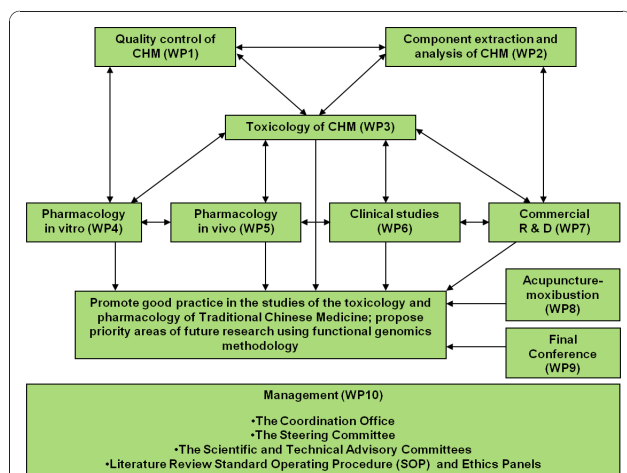 Quality control of
CHM (WP1)
Component extraction and
analysis of CHM (WP2)
Toxicology of CHM (WP3)
Pharmacology
in vitro (WP4)
Pharmacology
in vivo (WP5)
Clinical studies
(WP6)
Commercial
R & D (WP7)
Promote good practice in the studies of the toxicology and
pharmacology of Traditional Chinese Medicine; propose
priority areas of future research using functional genomics
methodology
Acupuncture-
moxibustion
(WP8)
Final
Conference
(WP9)
Management (WP10)
•The Coordination Office
•The Steering Committee
•The Scientific and Technical Advisory Committees
•Literature Review Standard Operating Procedure (SOP) and Ethics Panels